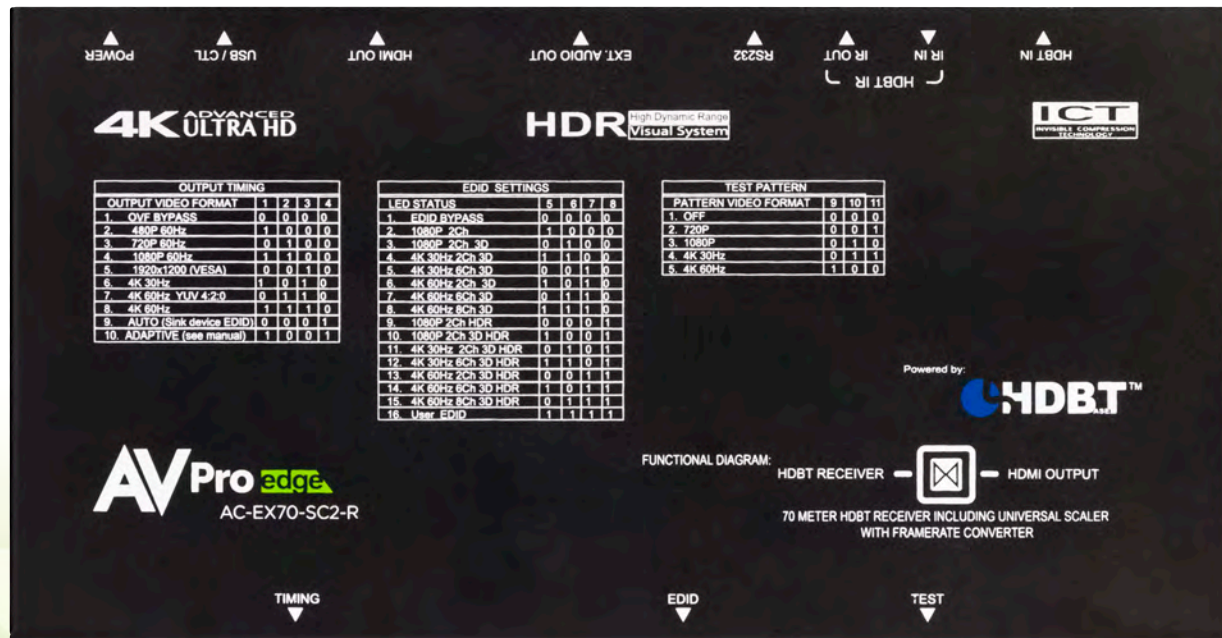 POWER USB / CTL HDMI OUT EXT. AUDIO OUT RS232 IR OUT IR IN HDBT IN
HDBT IR
4K ADVANCED ULTRA HD
HDR High Dynamic Range Visual System
ICT
INVISIBLE COMPRESSION TECHNOLOGY
OUTPUT TIMING
OUTPUT VIDEO FORMAT 1 2 3 4
1. OVF BYPASS 0 0 0 0
2. 480P 60Hz 1 0 0 0
3. 720P 60Hz 0 1 0 0
4. 1080P 60Hz 1 1 0 0
5. 1920x1200 (VESA) 0 0 1 0
6. 4K 30Hz 1 0 1 0
7. 4K 60Hz YUV 4:2:0 0 1 1 0
8. 4K 60Hz 1 1 1 0
9. AUTO (Sink device EDID) 0 0 0 1
10. ADAPTIVE (see manual) 1 0 0 1
EDID SETTINGS
LED STATUS 5 6 7 8
1. EDID BYPASS 0 0 0 0
2. 1080P 2Ch 1 0 0 0
3. 1080P 2Ch 3D 0 1 0 0
4. 4K 30Hz 2Ch 3D 1 1 0 0
5. 4K 30Hz 6Ch 3D 0 0 1 0
6. 4K 60Hz 2Ch 3D 1 0 1 0
7. 4K 60Hz 6Ch 3D 0 1 1 0
8. 4K 60Hz 8Ch 3D 0 1 1 0
9. 1080P 2Ch HDR 0 0 0 1
10. 1080P 2Ch 3D HDR 1 0 0 1
11. 4K 30Hz 2Ch 3D HDR 0 1 0 1
12. 4K 30Hz 6Ch 3D HDR 1 1 0 1
13. 4K 60Hz 2Ch 3D HDR 0 0 1 1
14. 4K 60Hz 6Ch 3D HDR 1 0 1 1
15. 4K 60Hz 8Ch 3D HDR 0 1 1 1
16. User EDID 1 1 1 1
TEST PATTERN
PATTERN VIDEO FORMAT 9 10 11
1. OFF 0 0 0
2. 720P 0 0 1
3. 1080P 0 1 0
4. 4K 30Hz 0 1 1
5. 4K 60Hz 1 0 0
Powered by:
HDBT™
ASE
AVPro edge
AC-EX70-SC2-R
FUNCTIONAL DIAGRAM:
HDBT RECEIVER HDMI OUTPUT
70 METER HDBT RECEIVER INCLUDING UNIVERSAL SCALER
WITH FRAMERATE CONVERTER
TIMING EDID TEST